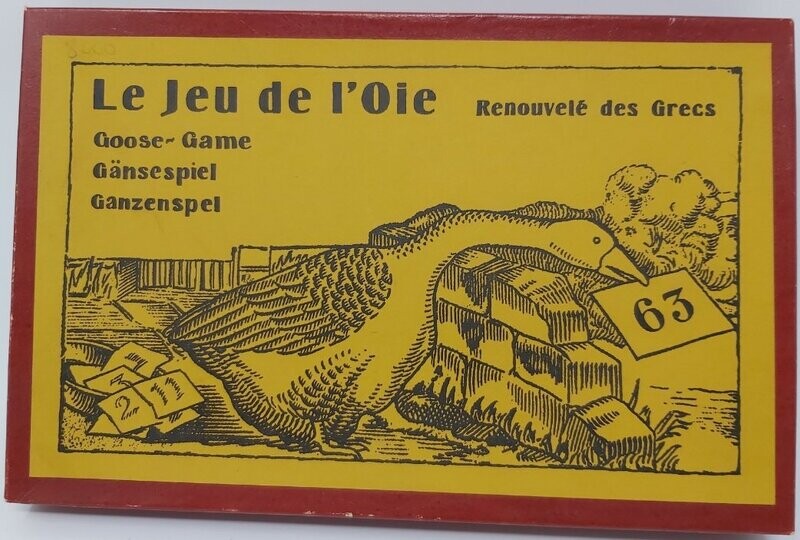 Le Jeu de l'Oie Renouvelé des Grecs
Goose-Game
Gänsespiel
Ganzenspel
63
2